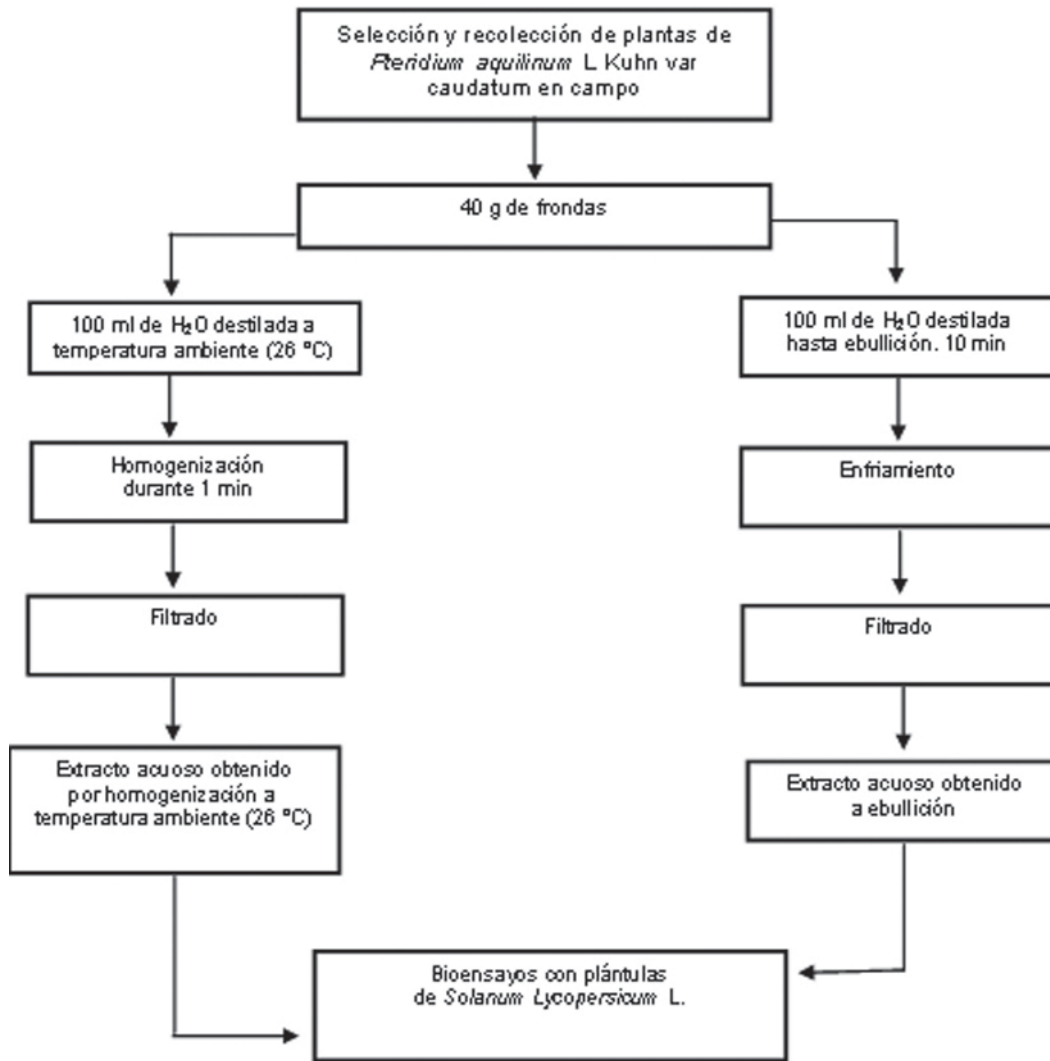 Selección y recolección de plantas de
Pteridium aquilinum L. Kuhn var
caudatum en campo
40 g de frondas
100 ml de H₂O destilada a
temperatura ambiente (26 °C)
Homogenización
durante 1 min
Filtrado
Extracto acuoso obtenido
por homogenización a
temperatura ambiente (26 °C)
100 ml de H₂O destilada
hasta ebullición. 10 min
Enfriamiento
Filtrado
Extracto acuoso obtenido
a ebullición
Bioensayos con plántulas
de Solanum Lycopersicum L.